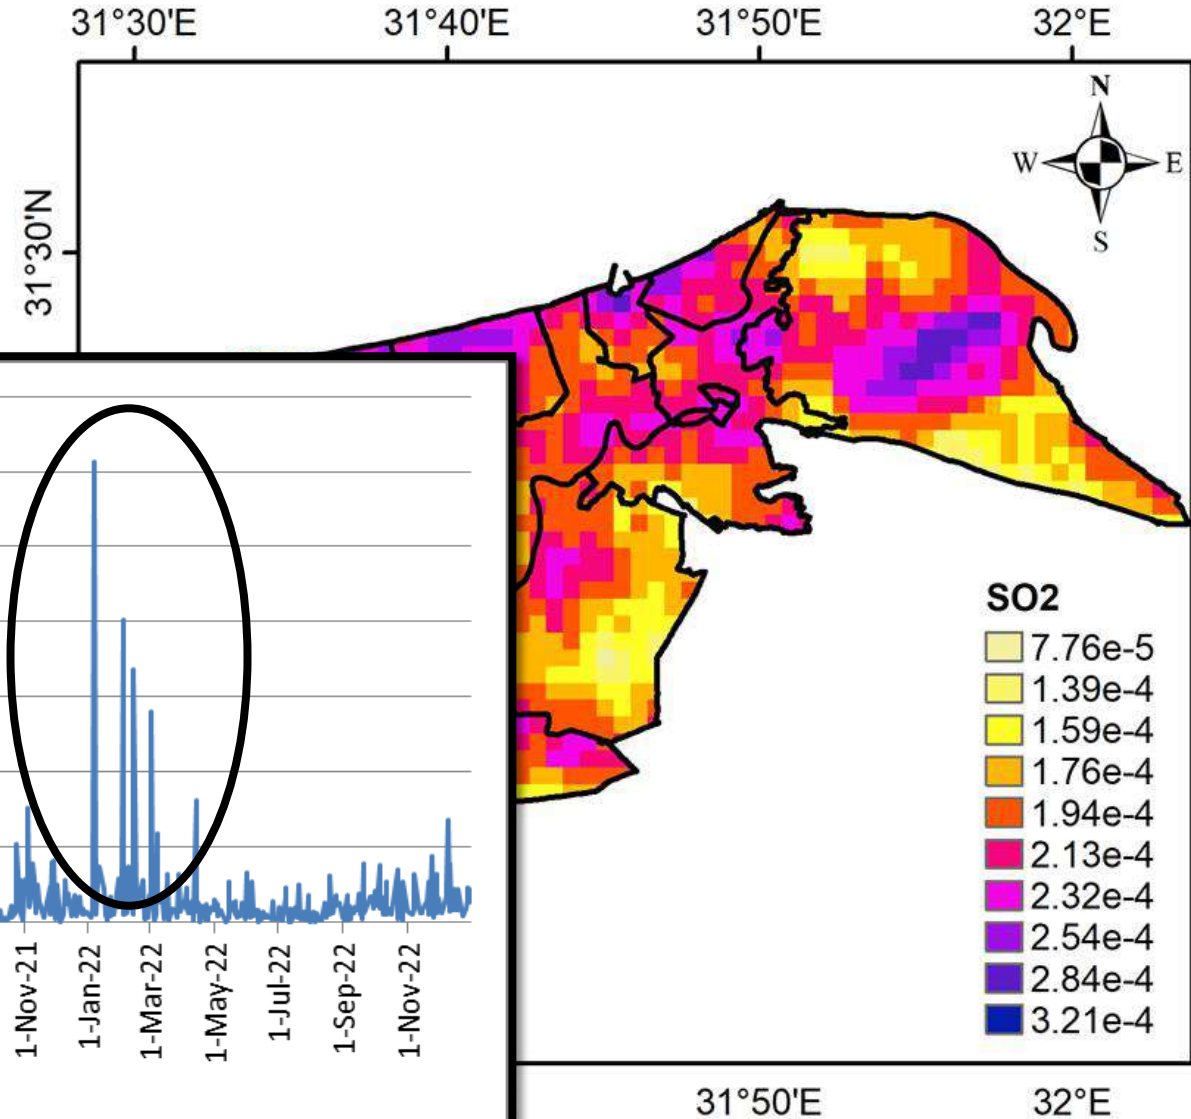 31°30'E 31°40'E 31°50'E 32°E
N
W E
S
31°30'N
SO2
7.76e-5
1.39e-4
1.59e-4
1.76e-4
1.94e-4
2.13e-4
2.32e-4
2.54e-4
2.84e-4
3.21e-4
1-Nov-21 1-Jan-22 1-Mar-22 1-May-22 1-Jul-22 1-Sep-22 1-Nov-22
31°50'E 32°E